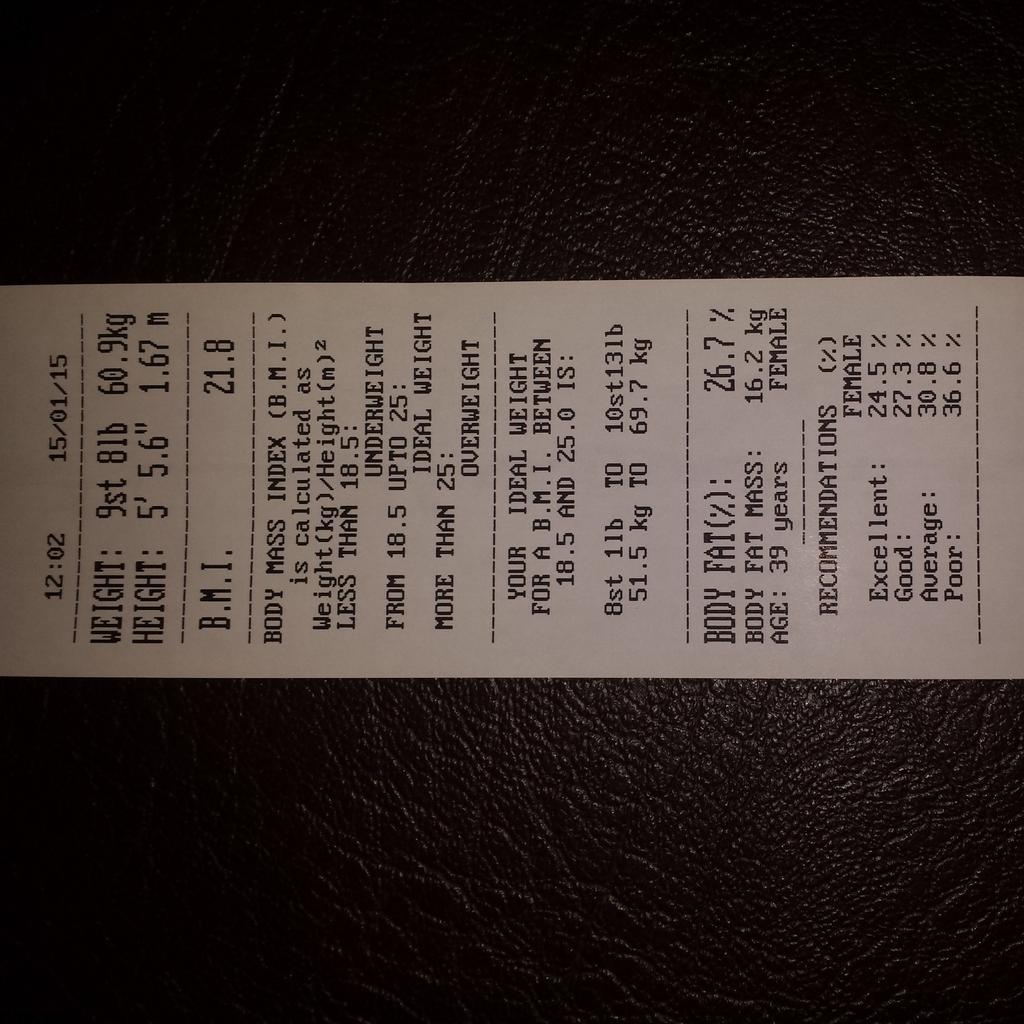 12:02 15/01/15
WEIGHT: 9st 8lb 60.9kg
HEIGHT: 5' 5.6" 1.67 m
B.M.I. 21.8
BODY MASS INDEX (B.M.I.)
is calculated as
Weight(kg)/Height(m)²
LESS THAN 18.5:
UNDERWEIGHT
FROM 18.5 UPTO 25:
IDEAL WEIGHT
MORE THAN 25:
OVERWEIGHT
YOUR IDEAL WEIGHT
FOR A B.M.I. BETWEEN
18.5 AND 25.0 IS:
8st 1lb TO 10st13lb
51.5 kg TO 69.7 kg
BODY FAT(%): 26.7 %
BODY FAT MASS: 16.2 kg
AGE: 39 years FEMALE
RECOMMENDATIONS (%)
FEMALE
Excellent: 24.5 %
Good: 27.3 %
Average: 30.8 %
Poor: 36.6 %